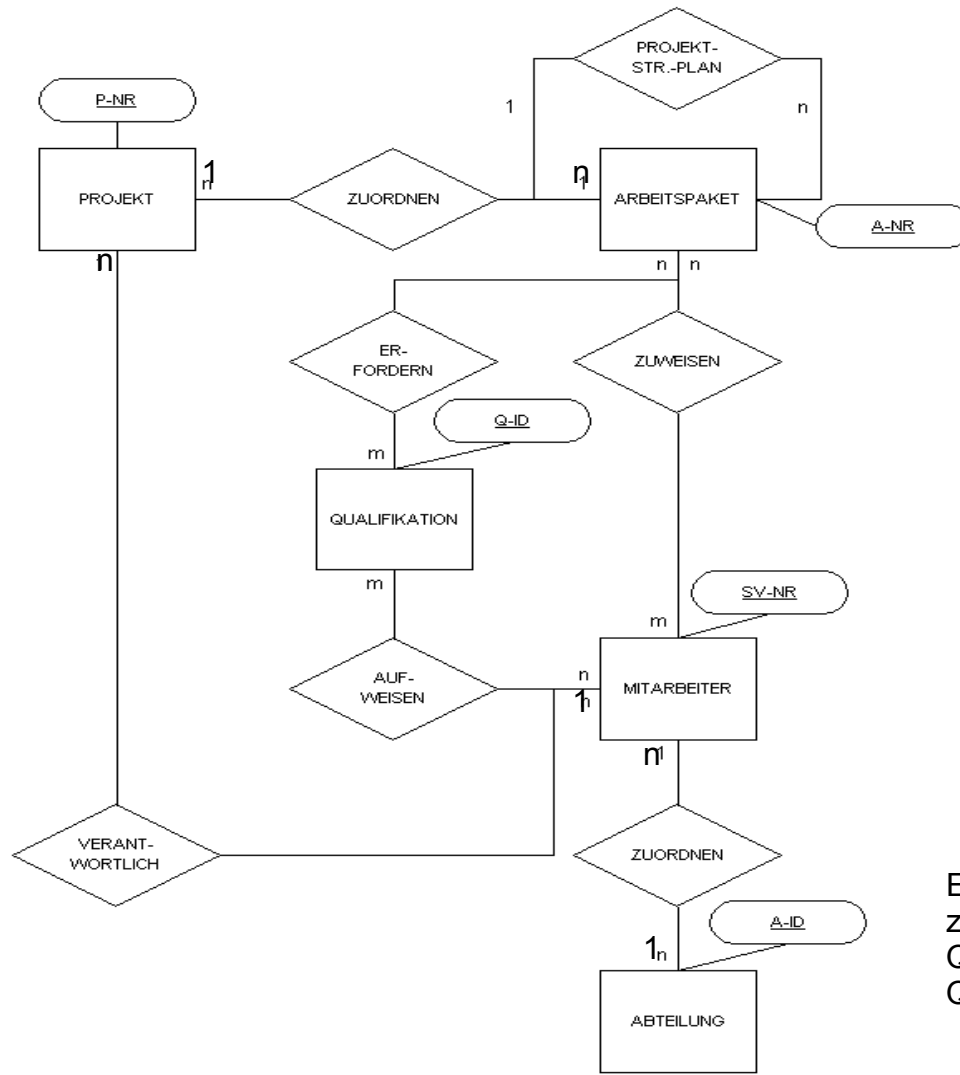 PROJEKT-
STR.-PLAN
P-NR
1
n
1
n
n
1
PROJEKT
ZUORDNEN
ARBEITSPAKET
A-NR
n
n
n
ER-
FORDERN
ZUWEISEN
Q-ID
m
QUALIFIKATION
m
SV-NR
m
AUF-
WEISEN
n
1
n
MITARBEITER
n
1
VERANT-
WORTLICH
ZUORDNEN
A-ID
1
n
ABTEILUNG